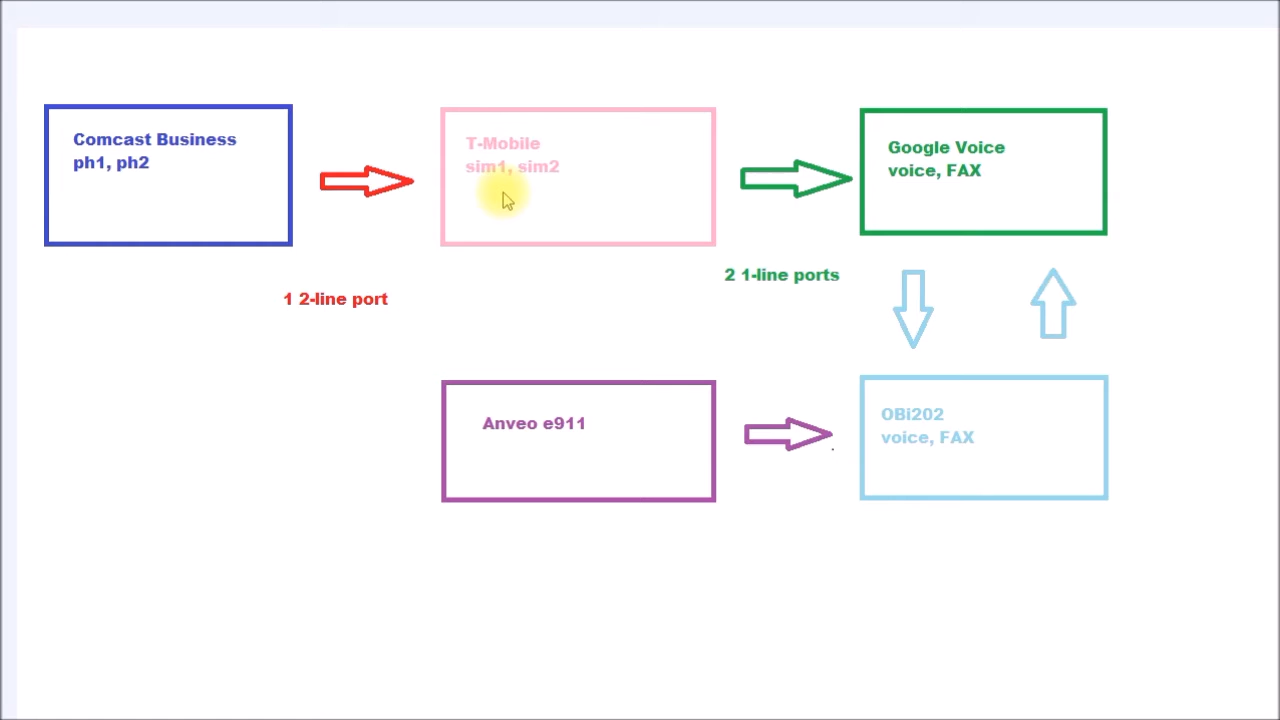 Comcast Business
ph1, ph2
T-Mobile
sim1, sim2
Google Voice
voice, FAX
1 2-line port
2 1-line ports
Anveo e911
OBi202
voice, FAX